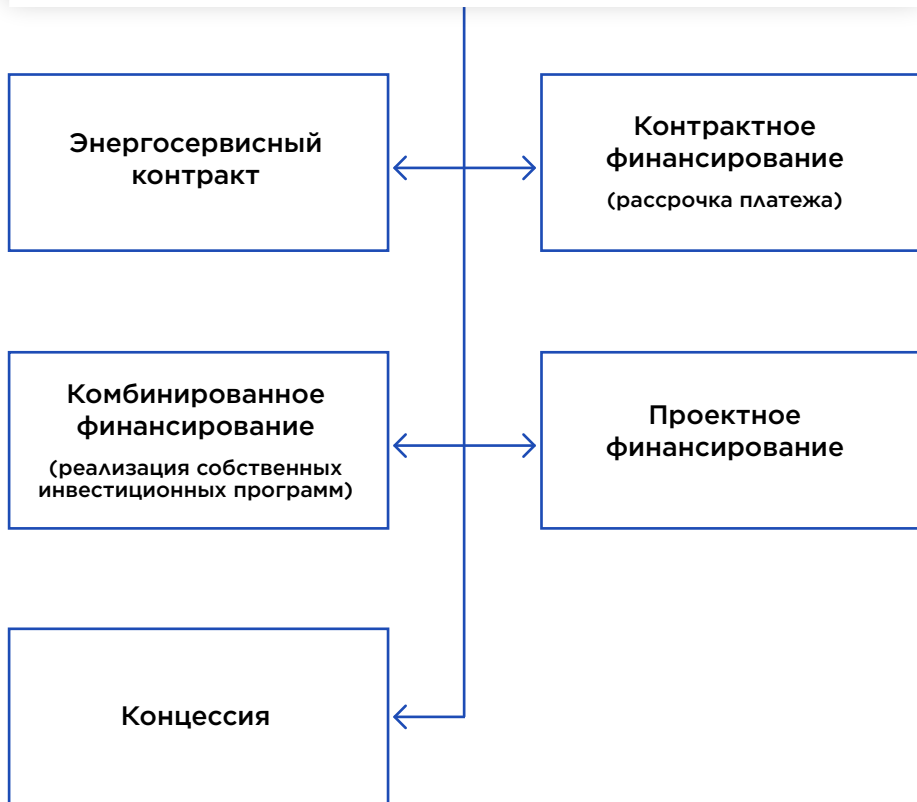 Энергосервисный
контракт
Контрактное
финансирование
(рассрочка платежа)
Комбинированное
финансирование
(реализация собственных
инвестиционных программ)
Проектное
финансирование
Концессия